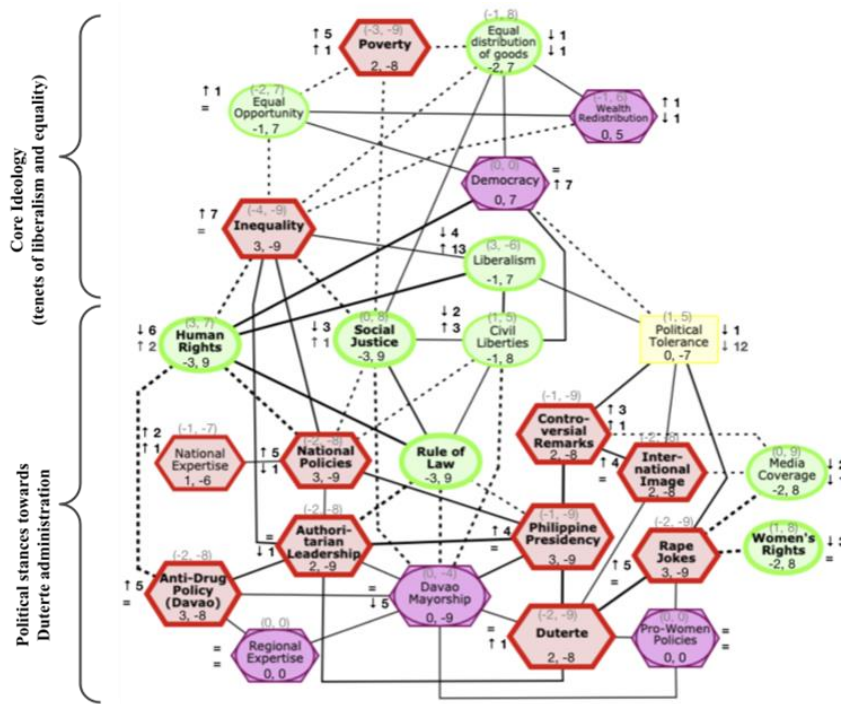 Core Ideology
(tenets of liberalism and equality)
Political stances towards
Duterte administration
↑ 5
↑ 1
(-3, -9)
Poverty
2, -8
(-1, 8)
Equal
distribution
of goods
-2, 7
↓ 1
↓ 1
↑ 1
=
(-2, 7)
Equal
Opportunity
-1, 7
(-1, 6)
Wealth
Redistribution
0, 5
↑ 1
↓ 1
(0, 0)
Democracy
0, 7
=
↑ 7
↑ 7
=
(-4, -9)
Inequality
3, -9
↓ 4
↑ 13
(3, -6)
Liberalism
-1, 7
↓ 6
↑ 2
(3, 7)
Human
Rights
-3, 9
↓ 3
↑ 1
(0, 8)
Social
Justice
-3, 9
↓ 2
↑ 3
(1, 5)
Civil
Liberties
-1, 8
(1, 5)
Political
Tolerance
0, -7
↓ 1
↓ 12
↑ 2
↑ 1
(-1, -7)
National
Expertise
1, -6
↑ 5
↓ 1
(-2, -8)
National
Policies
3, -9
Rule of
Law
-3, 9
(-1, -9)
Contro-
versial
Remarks
2, -8
↑ 3
↑ 1
↑ 4
=
(-2, -8)
Inter-
national
Image
2, -8
(0, 9)
Media
Coverage
-2, 8
=
↓ 1
(-2, -8)
Authori-
tarian
Leadership
2, -9
↑ 4
=
(-1, -9)
Philippine
Presidency
3, -9
↑ 5
=
(-2, -9)
Rape
Jokes
3, -9
(1, 8)
Women's
Rights
-2, 8
=
↑ 5
=
(-2, -8)
Anti-Drug
Policy
(Davao)
3, -8
=
↓ 5
(0, -4)
Davao
Mayorship
0, -9
=
=
(0, 0)
Regional
Expertise
0, 0
=
↑ 1
(-2, -9)
Duterte
2, -8
(0, 0)
Pro-Women
Policies
0, 0
=
=